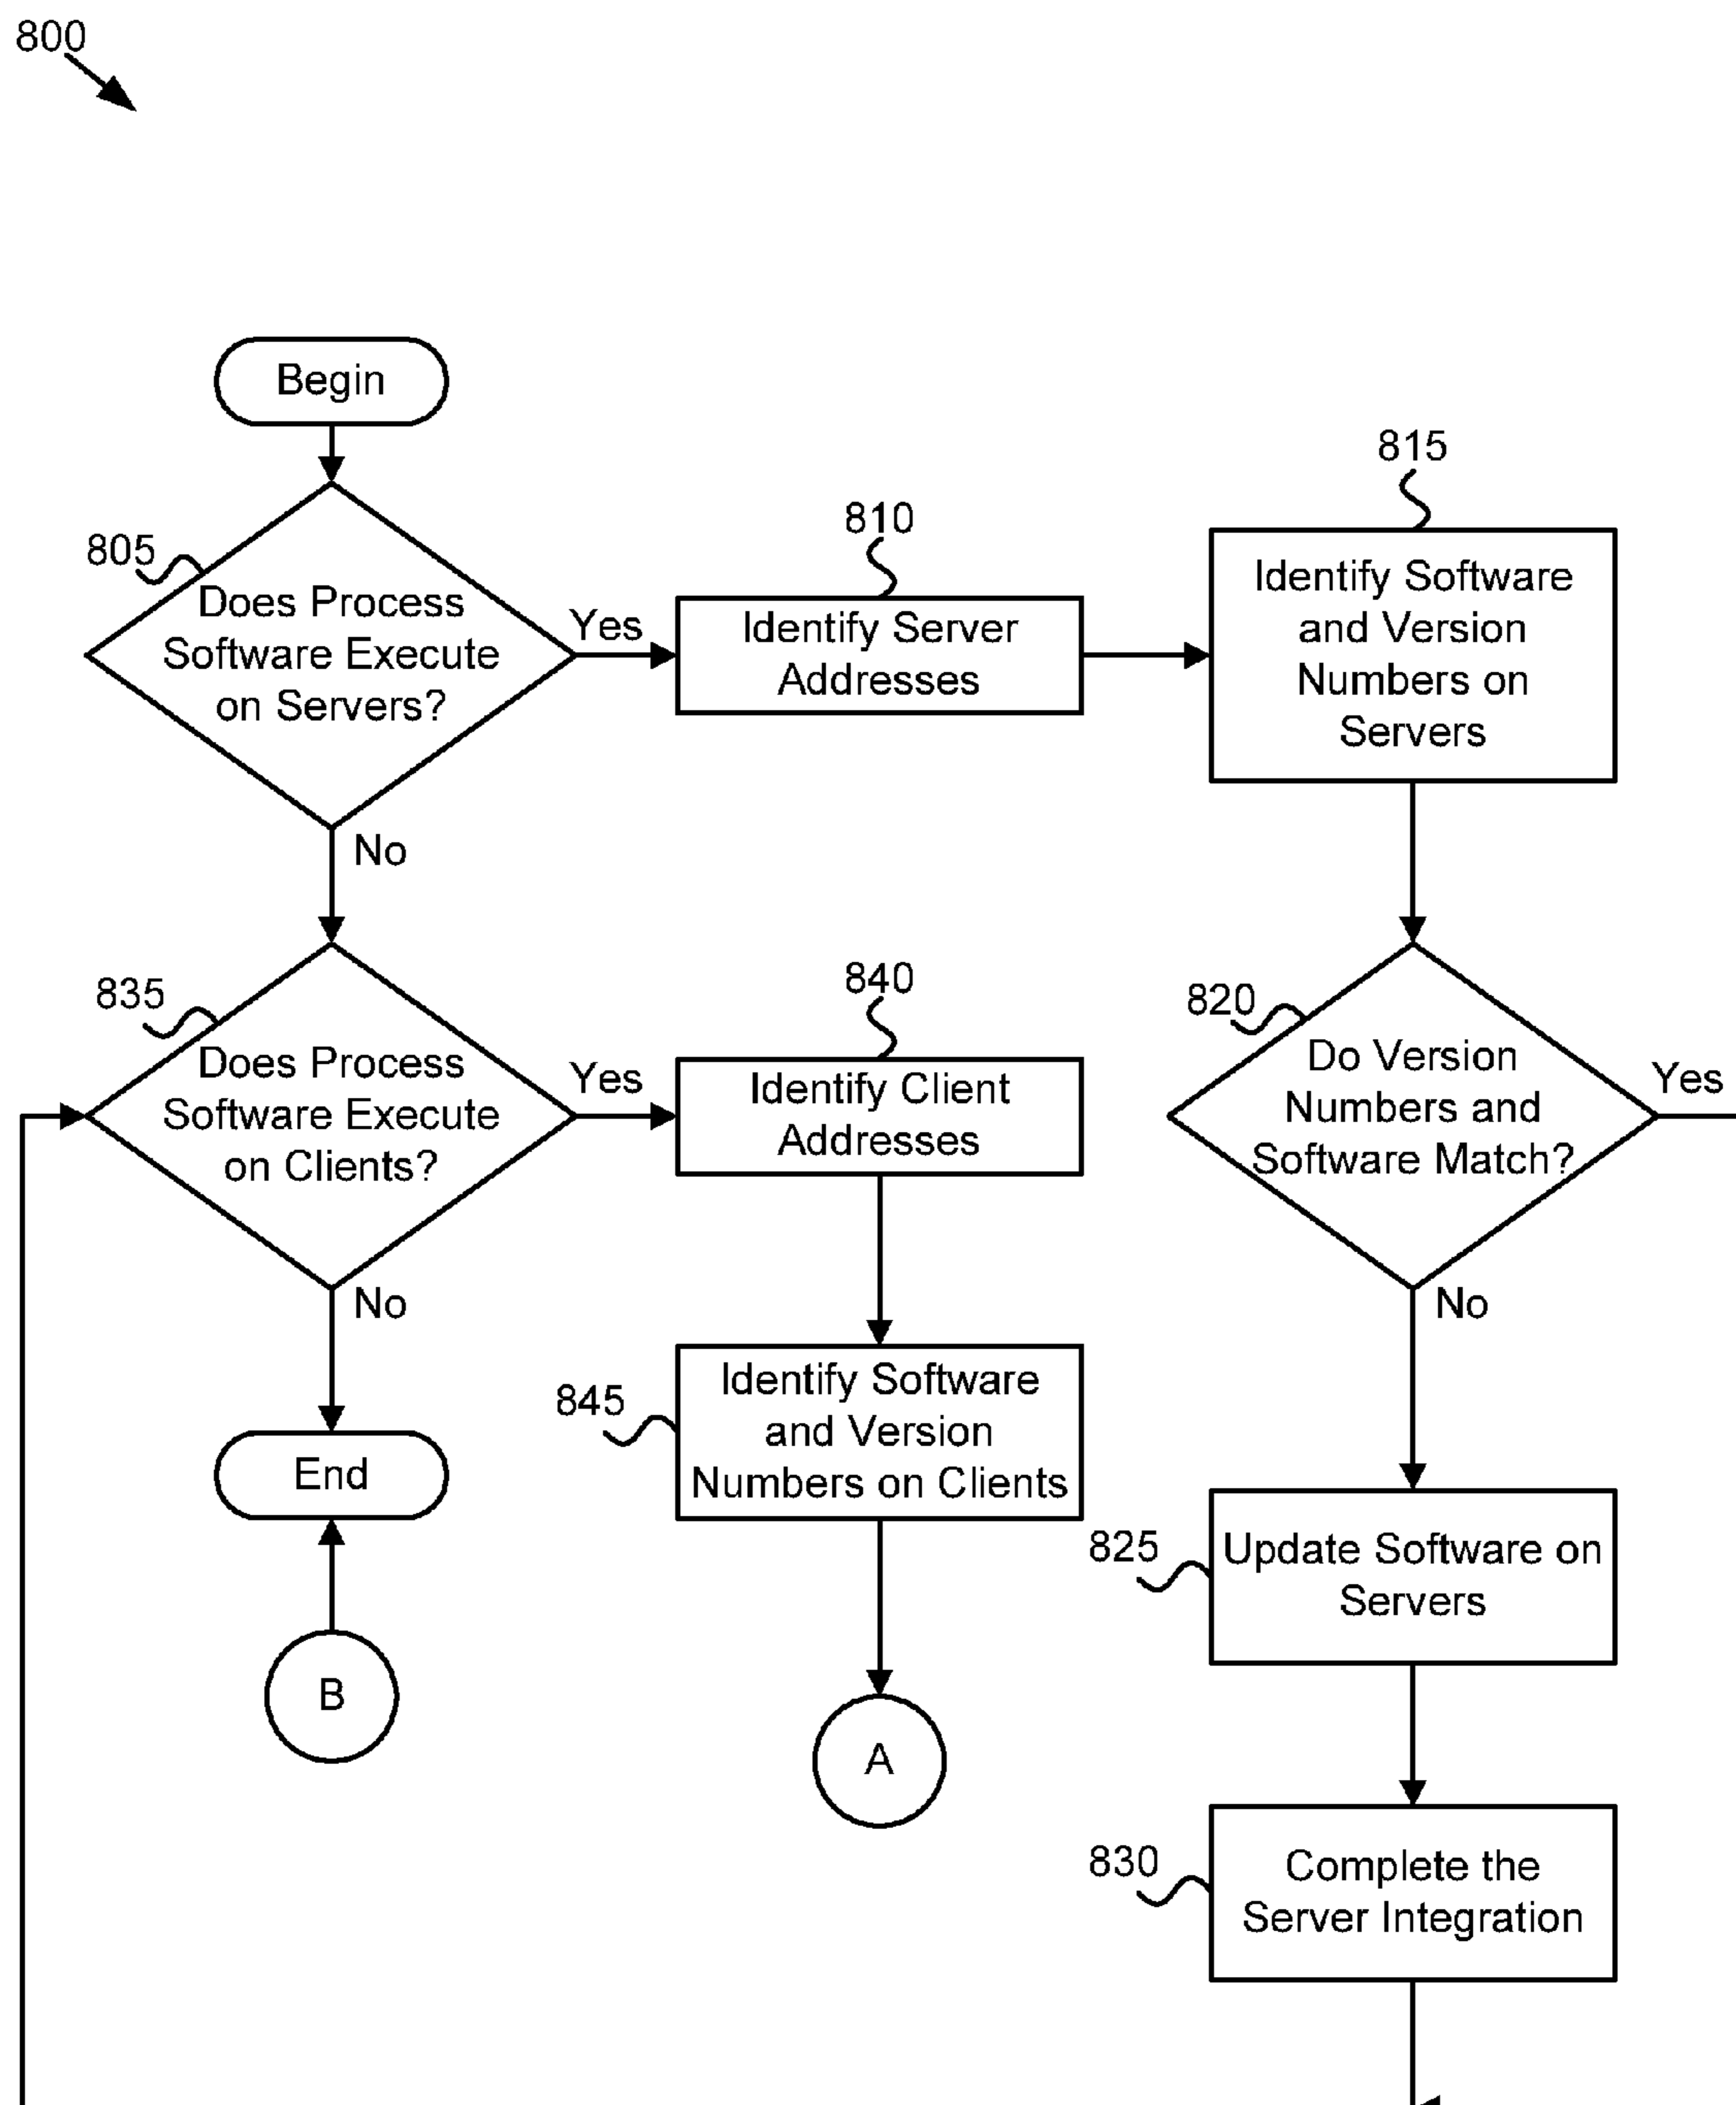 800
Begin
805
Does Process
Software Execute
on Servers?
Yes
No
810
Identify Server
Addresses
815
Identify Software
and Version
Numbers on
Servers
835
Does Process
Software Execute
on Clients?
Yes
No
840
Identify Client
Addresses
820
Do Version
Numbers and
Software Match?
Yes
No
End
845
Identify Software
and Version
Numbers on Clients
825
Update Software on
Servers
B
A
830
Complete the
Server Integration